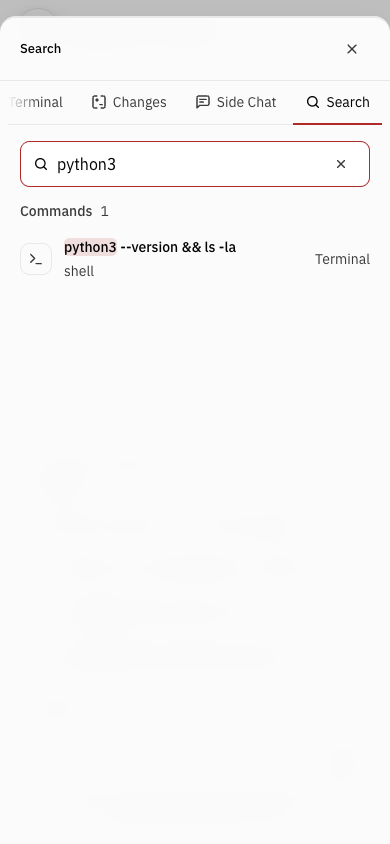 Search
Terminal
Changes
Side Chat
Search
python3
Commands 1
python3 --version && ls -la
shell
Terminal